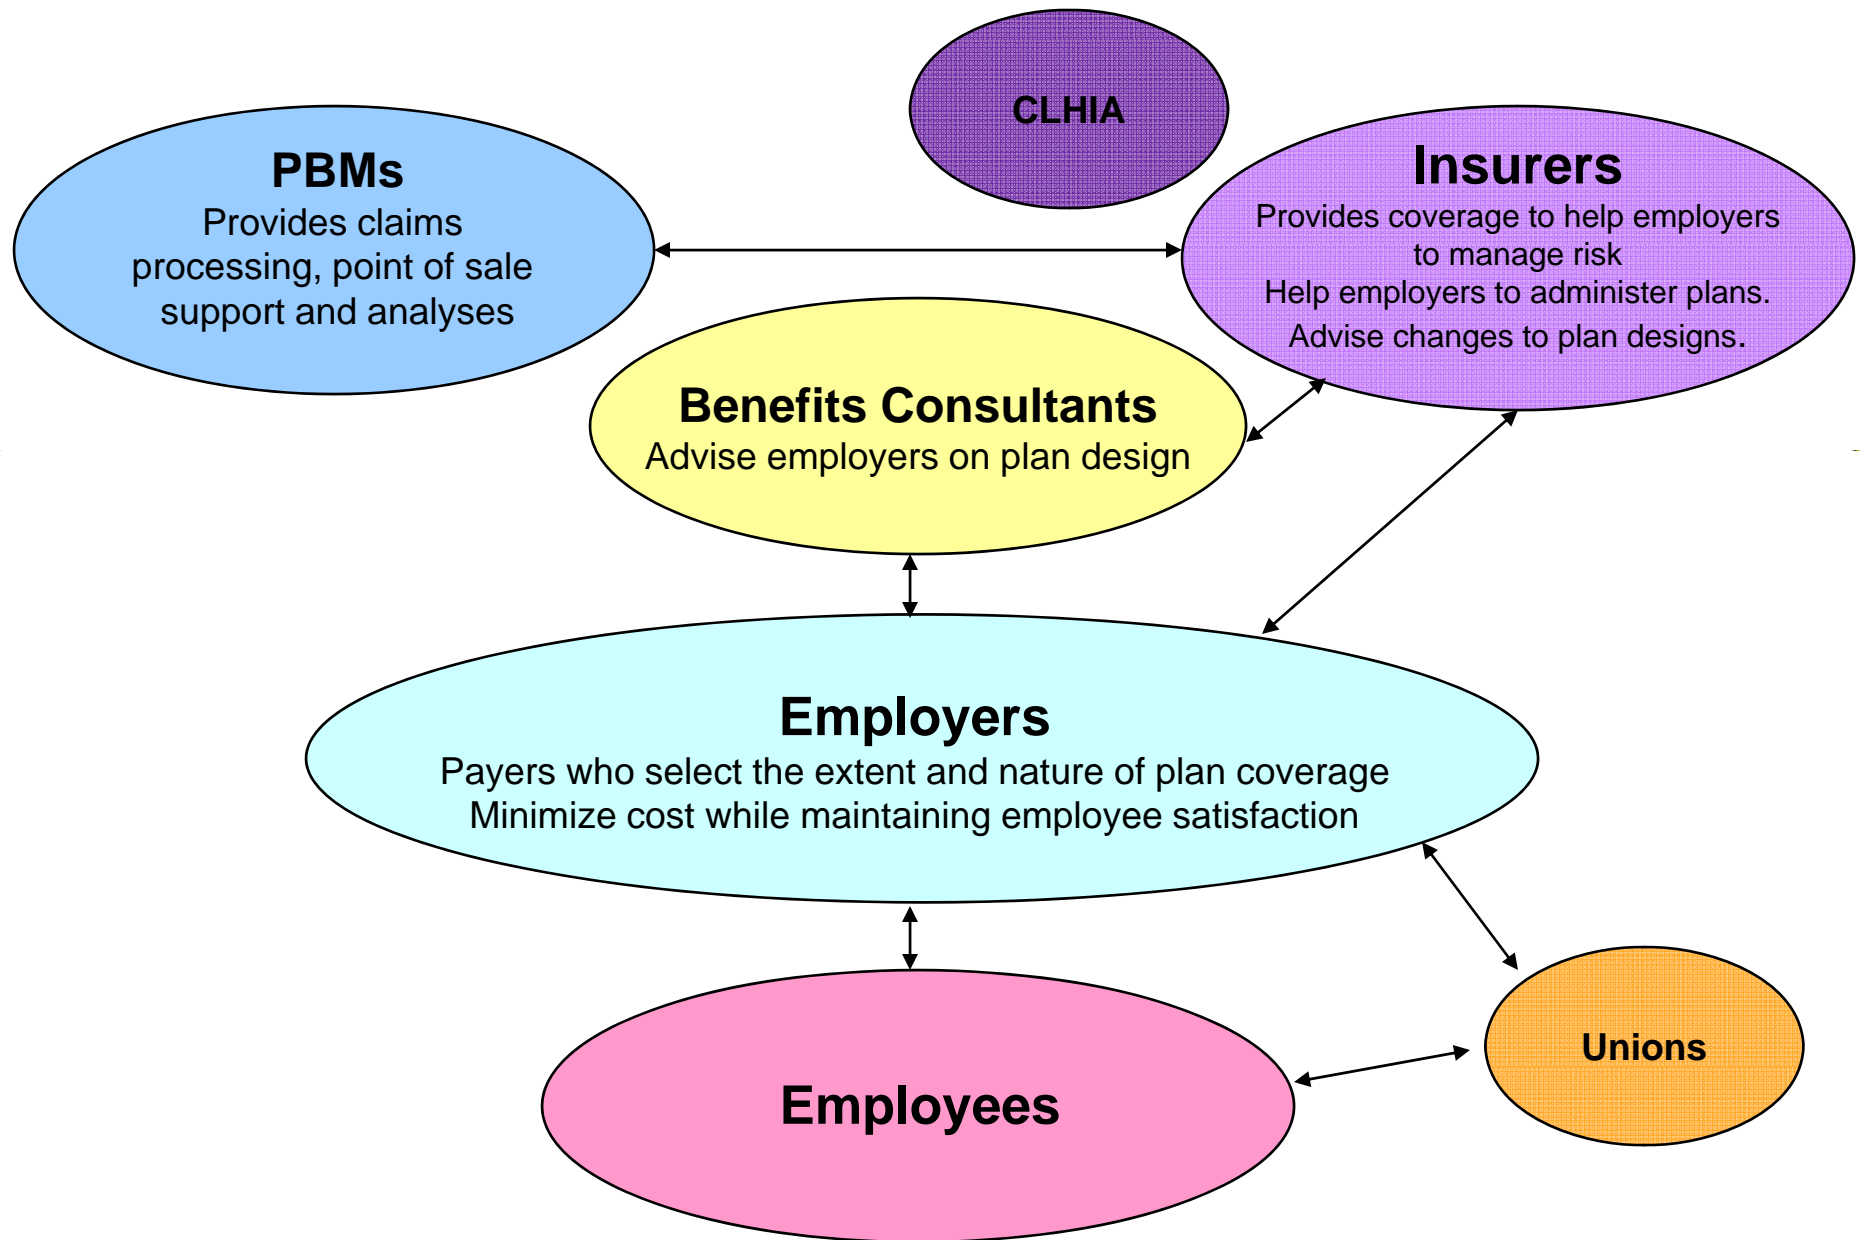 CLHIA
PBMs
Provides claims
processing, point of sale
support and analyses
Insurers
Provides coverage to help employers
to manage risk
Help employers to administer plans.
Advise changes to plan designs.
Benefits Consultants
Advise employers on plan design
Employers
Payers who select the extent and nature of plan coverage
Minimize cost while maintaining employee satisfaction
Unions
Employees